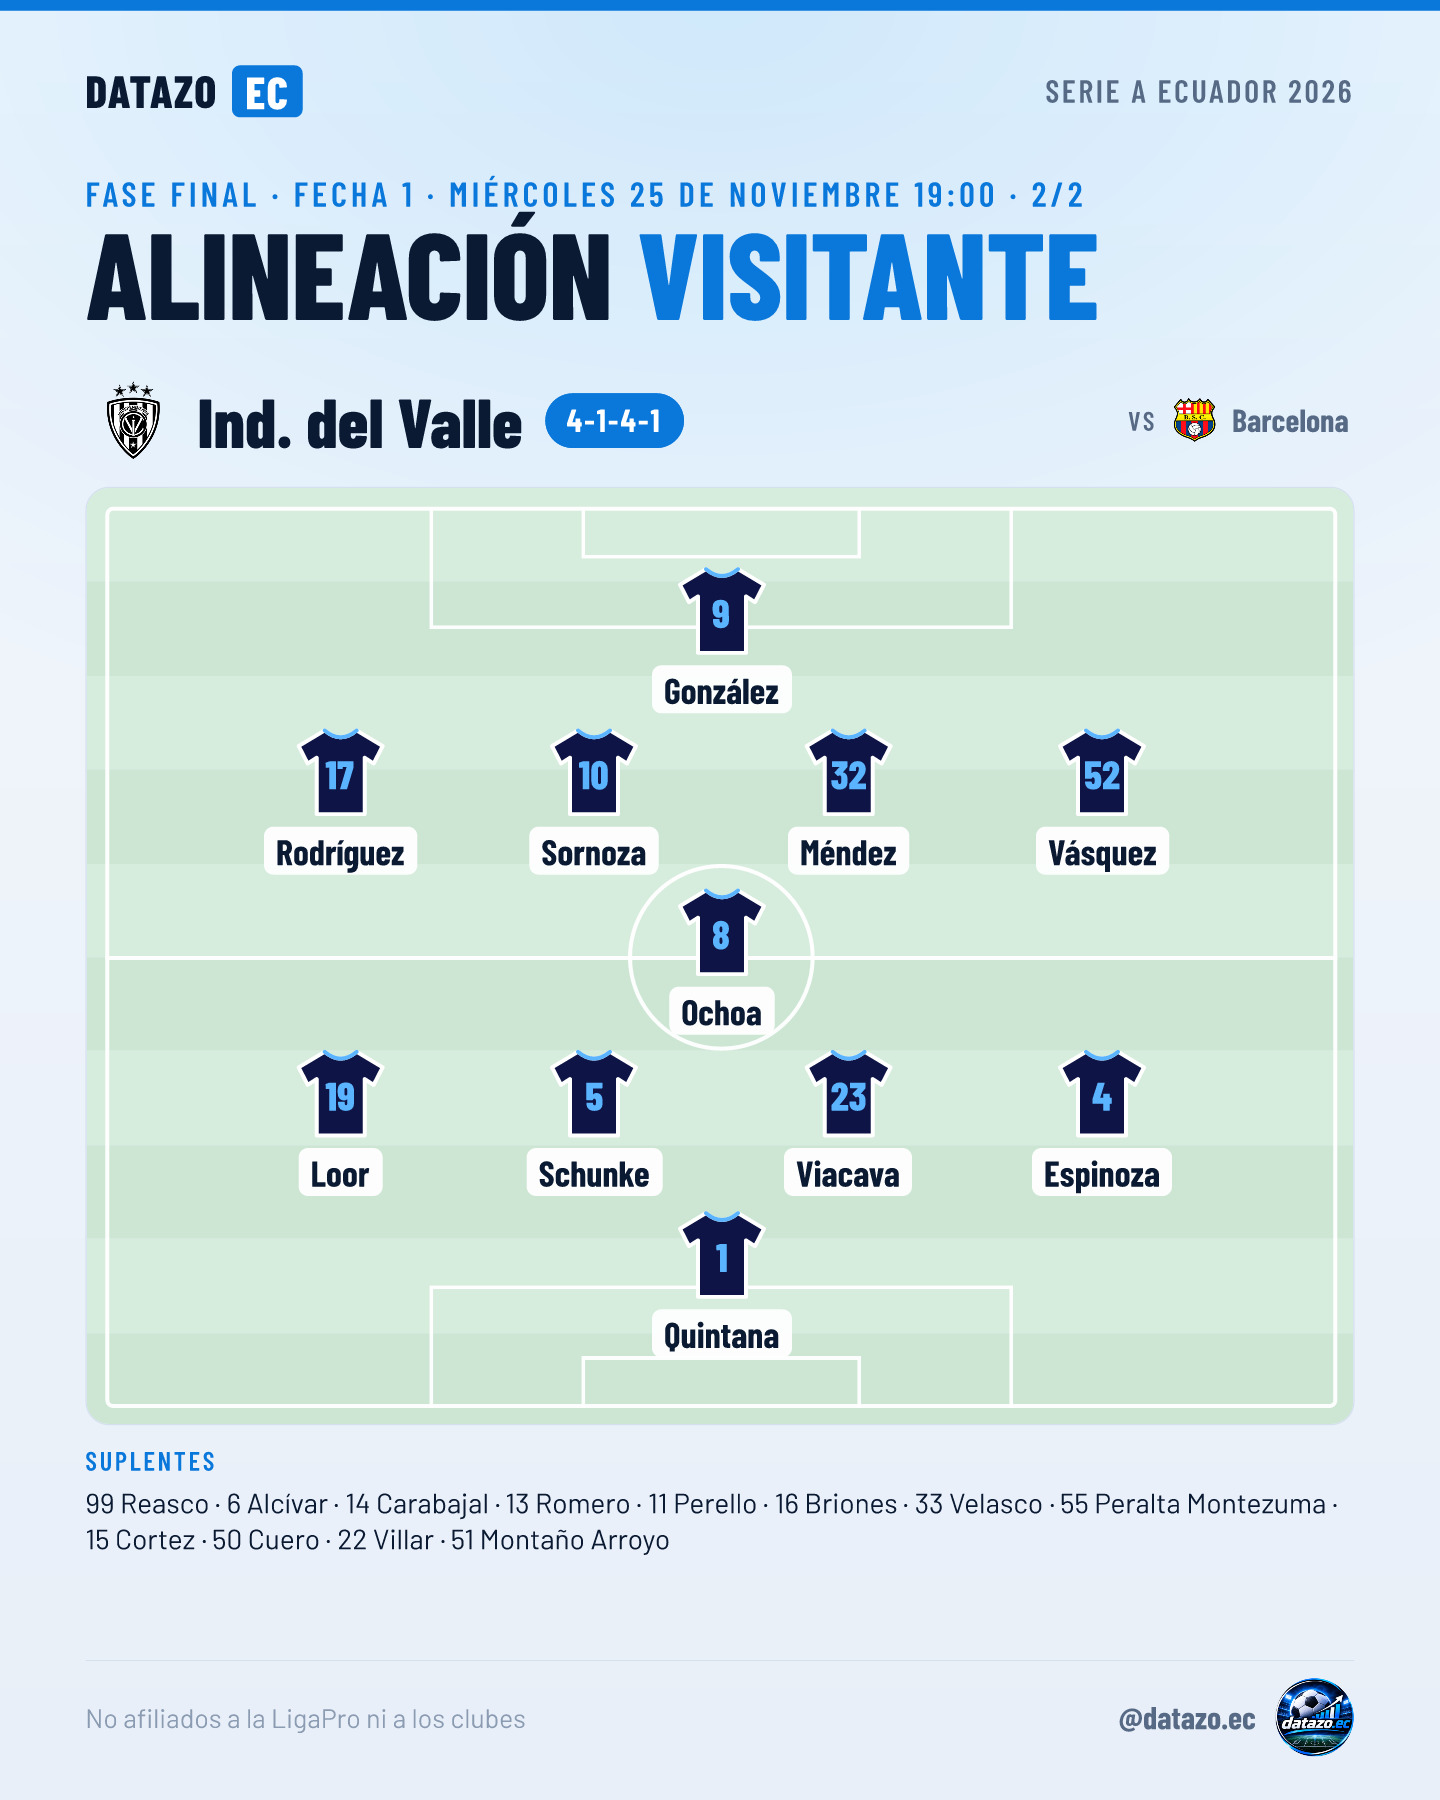 DATAZO EC
SERIE A ECUADOR 2026
FASE FINAL · FECHA 1 · MIÉRCOLES 25 DE NOVIEMBRE 19:00 · 2/2
ALINEACIÓN VISITANTE
Ind. del Valle 4-1-4-1
VS B.S.C. Barcelona
9
González
17 10 32 52
Rodríguez Sornoza Méndez Vásquez
8
Ochoa
19 5 23 4
Loor Schunke Viacava Espinoza
1
Quintana
SUPLENTES
99 Reasco · 6 Alcívar · 14 Carabajal · 13 Romero · 11 Perello · 16 Briones · 33 Velasco · 55 Peralta Montezuma ·
15 Cortez · 50 Cuero · 22 Villar · 51 Montaño Arroyo
No afiliados a la LigaPro ni a los clubes
@datazo.ec
datazo.ec